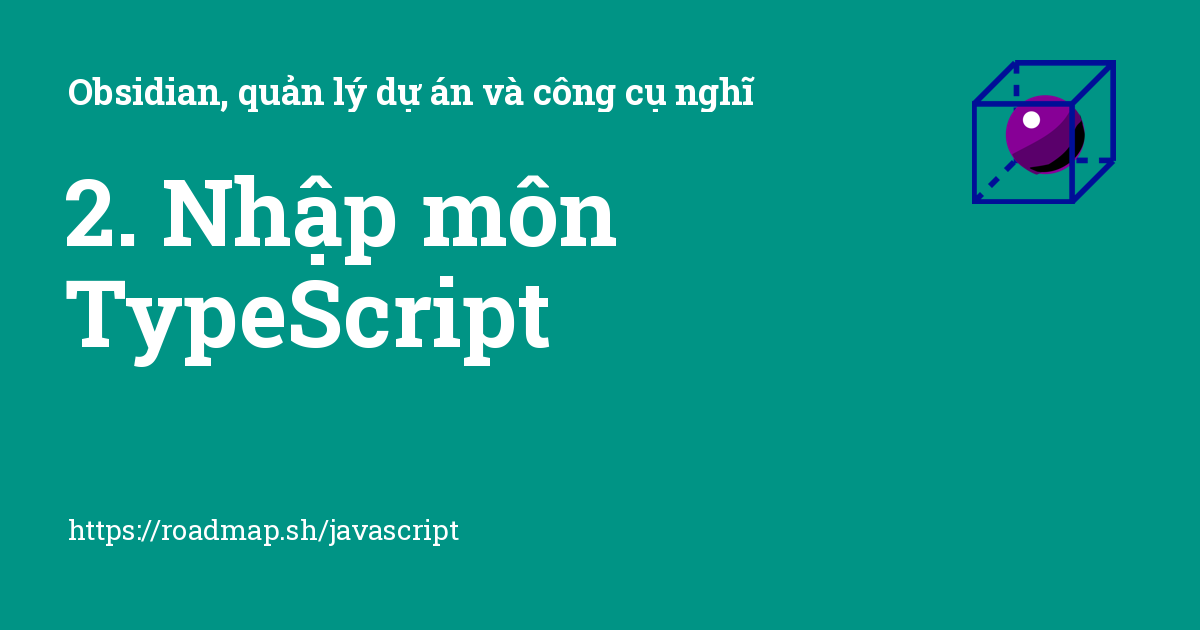 Obsidian, quản lý dự án và công cụ nghĩ
2. Nhập môn
TypeScript
https://roadmap.sh/javascript